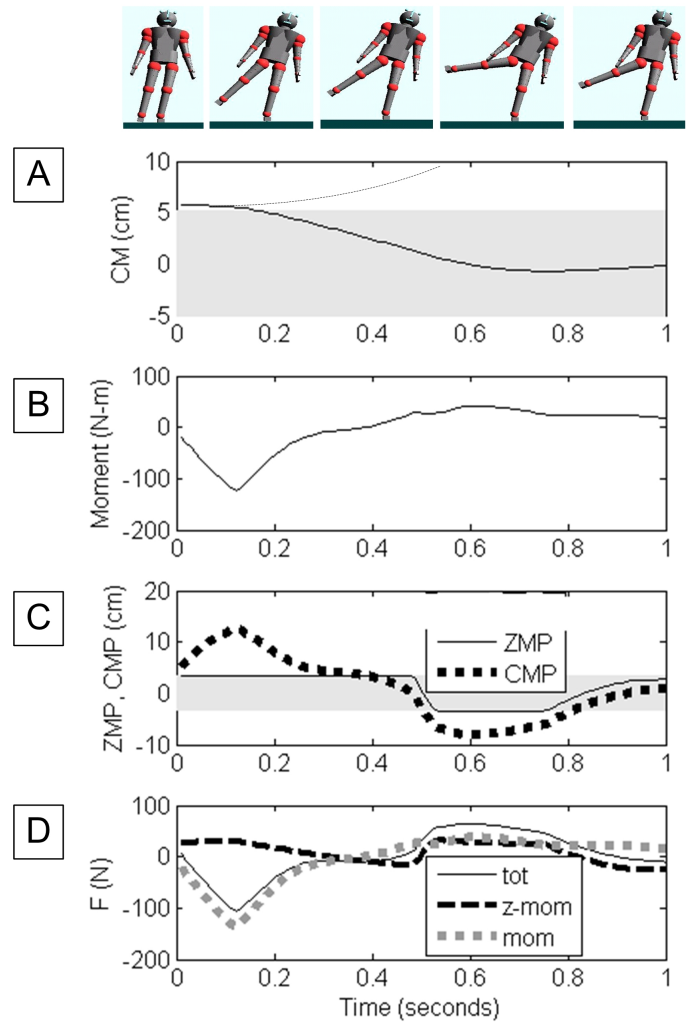 A
CM (cm)
10
5
0
-5
0 0.2 0.4 0.6 0.8 1
B
Moment (N-m)
100
0
-100
-200
0 0.2 0.4 0.6 0.8 1
C
ZMP, CMP (cm)
20
10
0
-10
ZMP
CMP
0 0.2 0.4 0.6 0.8 1
D
F (N)
100
0
-100
-200
tot
z-mom
mom
0 0.2 0.4 0.6 0.8 1
Time (seconds)